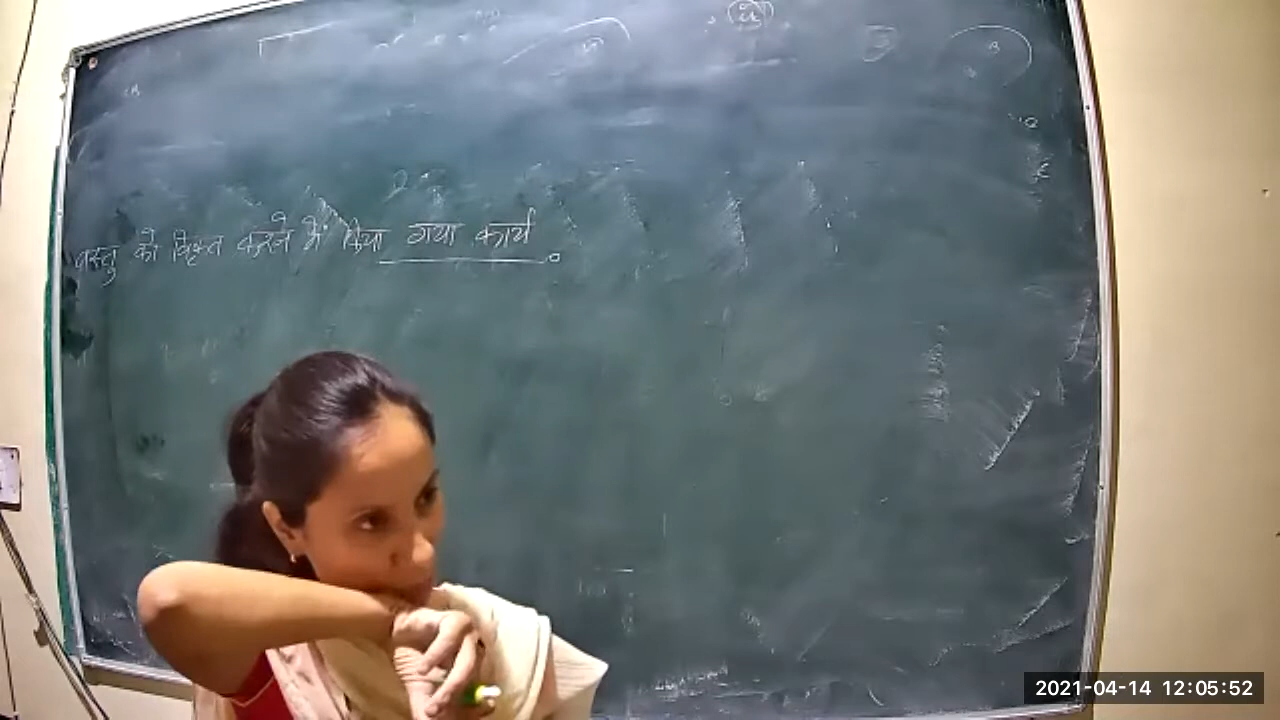 वस्तु को विकृत करने में किया गया कार्य
2021-04-14 12:05:52